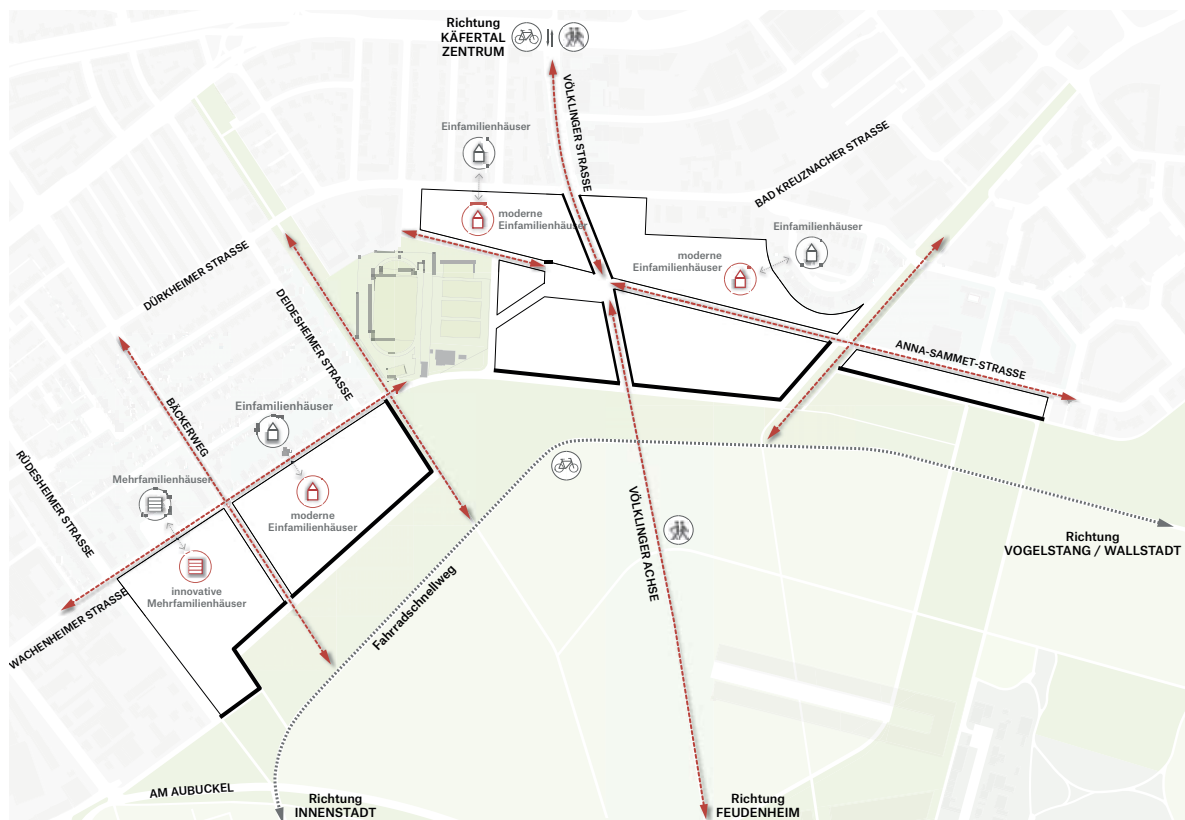 Richtung
KÄFERTAL
ZENTRUM
VÖLKLINGER STRASSE
Einfamilienhäuser
BAD KREUZNACHER STRASSE
moderne
Einfamilienhäuser
Einfamilienhäuser
moderne
Einfamilienhäuser
DÜRKHEIMER STRASSE
DEIDESHEIMER STRASSE
ANNA-SAMMET-STRASSE
BÄCKERWEG
Einfamilienhäuser
RÜDESHEIMER STRASSE
Mehrfamilienhäuser
moderne
Einfamilienhäuser
VÖLKLINGER ACHSE
Richtung
VOGELSTANG / WALLSTADT
innovative
Mehrfamilienhäuser
Fahrradschnellweg
WACHENHEIMER STRASSE
AM AUBUCKEL
Richtung
INNENSTADT
Richtung
FEUDENHEIM